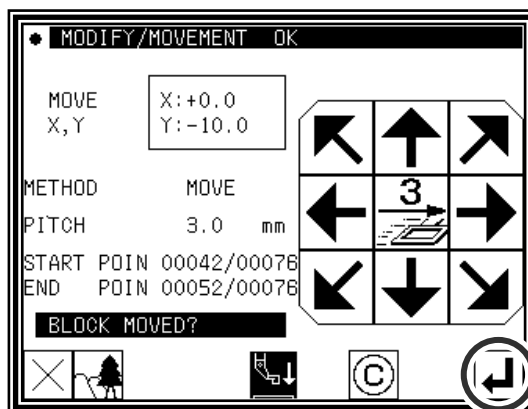 MODIFY/MOVEMENT OK
MOVE X:+0.0
X,Y Y:-10.0
3
METHOD MOVE
PITCH 3.0 mm
START POIN 00042/00076
END POIN 00052/00076
BLOCK MOVED?
C